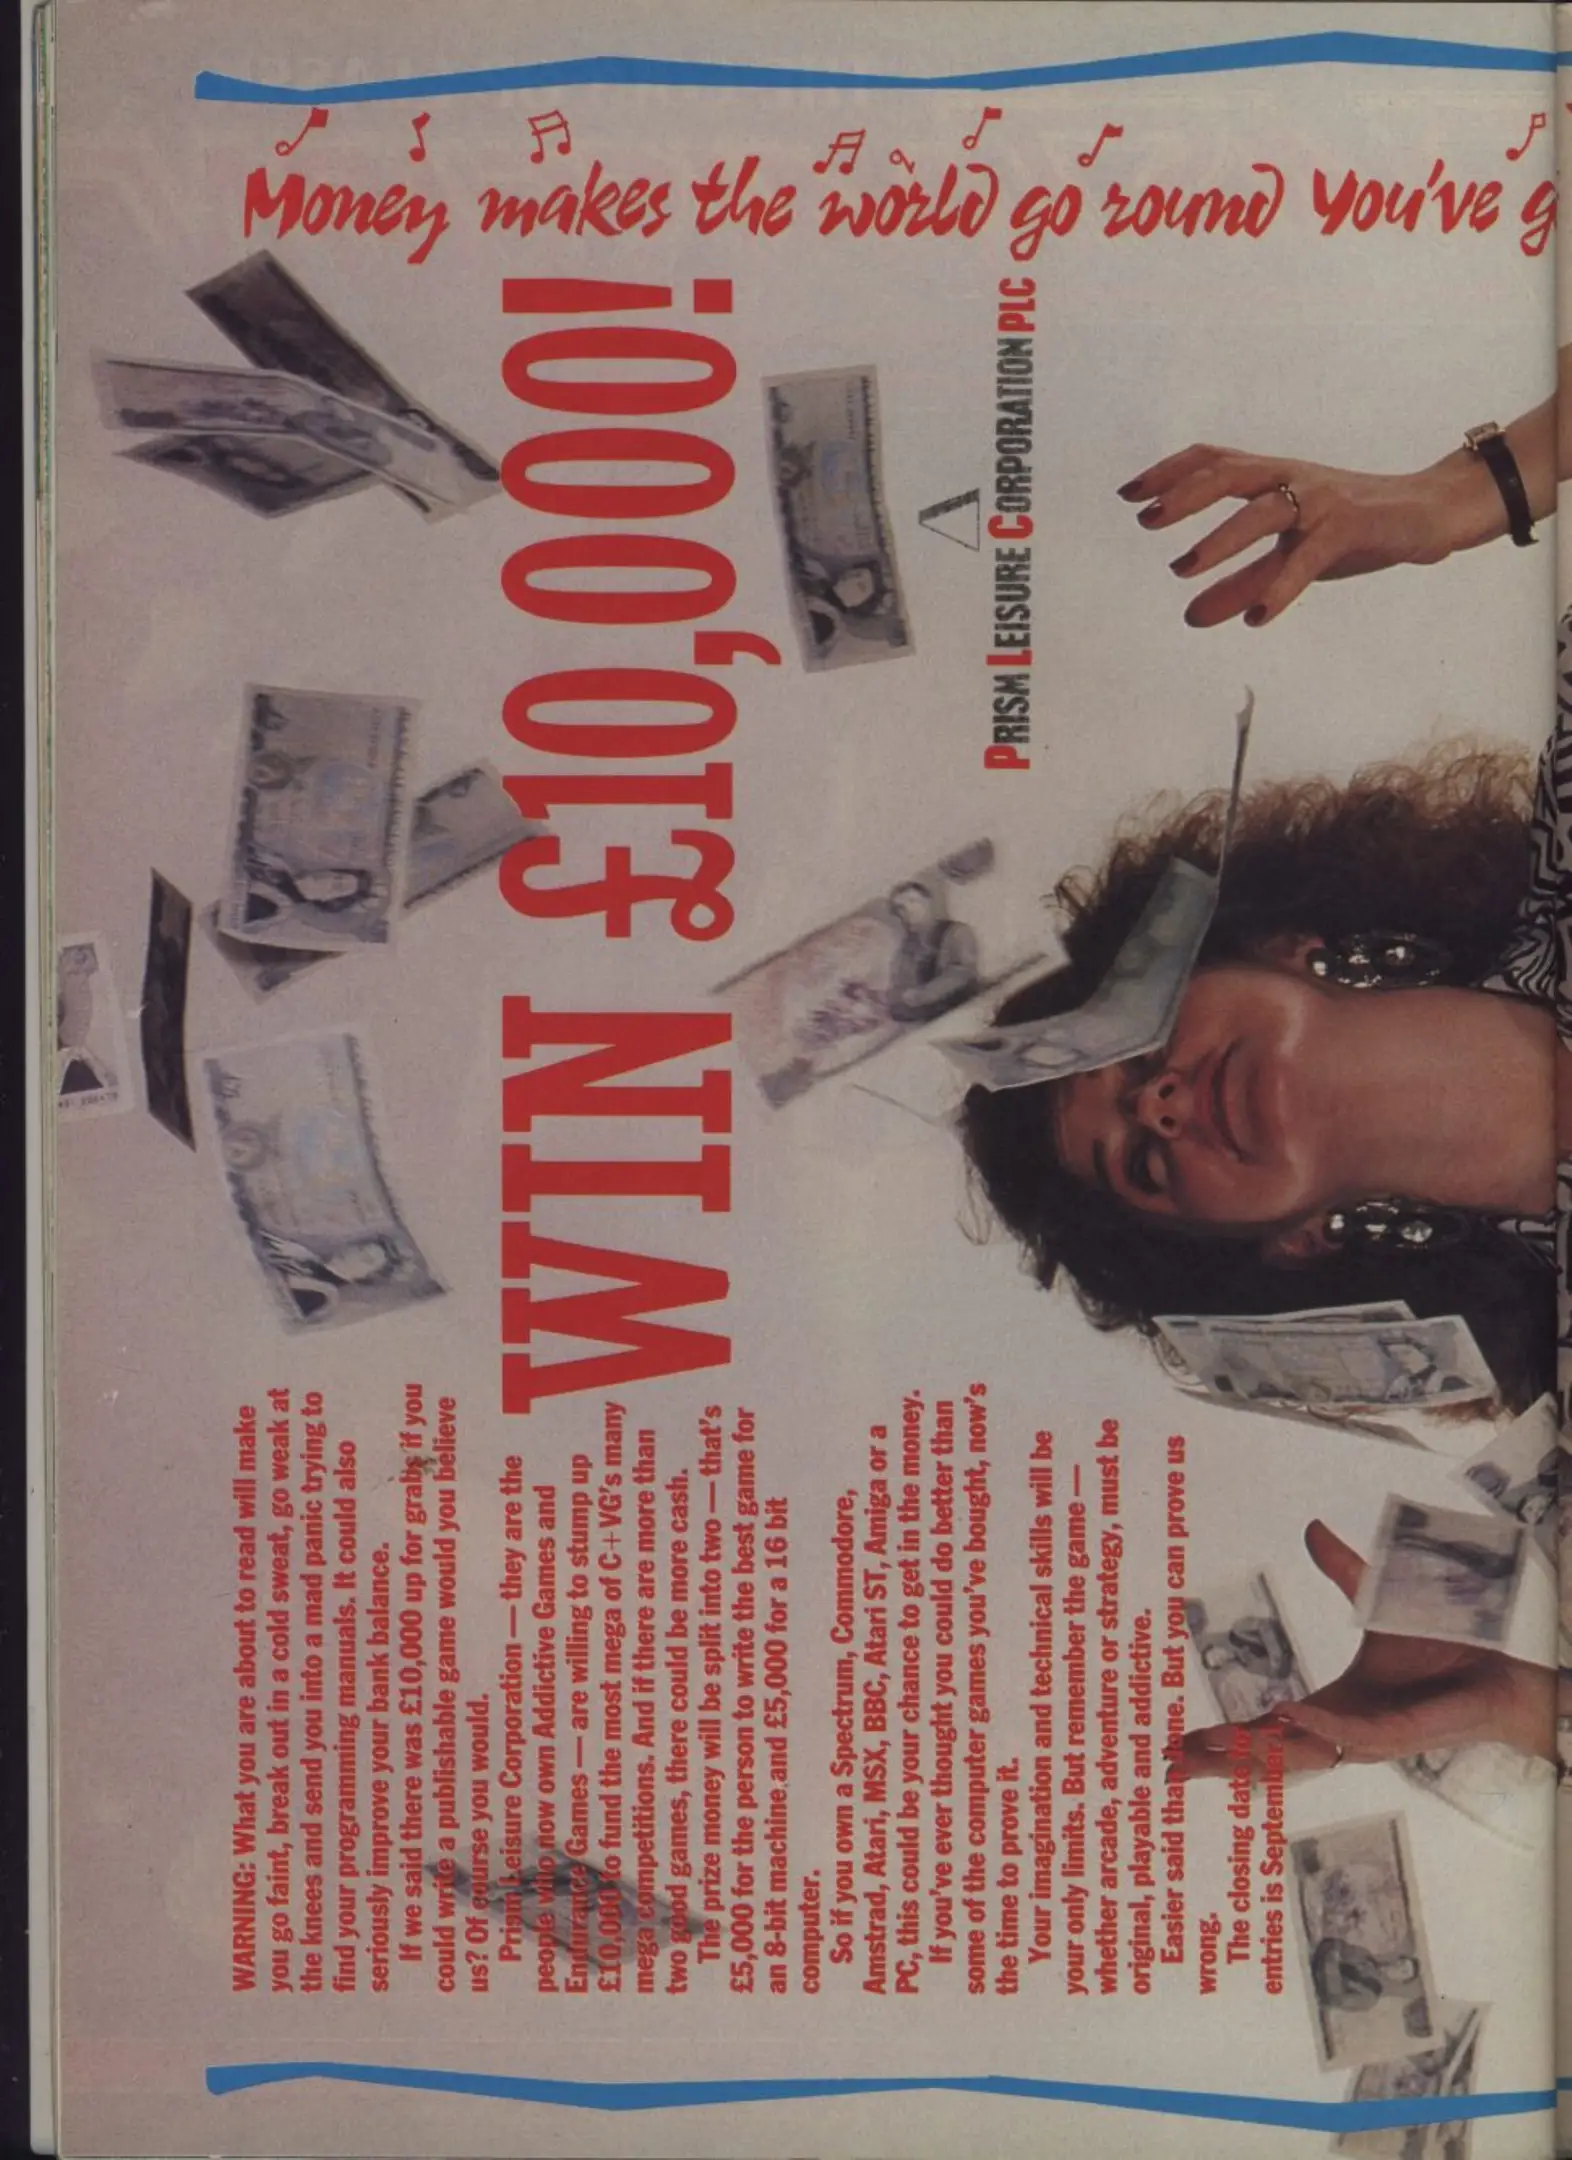 WIN £10,000!
WARNING: What you are about to read will make
you go faint, break out in a cold sweat, go weak at
the knees and send you into a mad panic trying to
find your programming manuals. It could also
seriously improve your bank balance.
If we said there was £10,000 up for grabs if you
could write a publishable game would you believe
us? Of course you would.
Prism Leisure Corporation — they are the
people who now own Addictive Games and
Endurance Games — are willing to stump up
£10,000 to fund the most mega of C+VG's many
mega competitions. And if there are more than
two good games, there could be more cash.
The prize money will be split into two — that's
£5,000 for the person to write the best game for
an 8-bit machine and £5,000 for a 16 bit
computer.
So if you own a Spectrum, Commodore,
Amstrad, Atari, MSX, BBC, Atari ST, Amiga or a
PC, this could be your chance to get in the money.
If you've ever thought you could do better than
some of the computer games you've bought, now's
the time to prove it.
Your imagination and technical skills will be
your only limits. But remember the game —
whether arcade, adventure or strategy, must be
original, playable and addictive.
Easier said than done. But you can prove us
wrong.
The closing date for
entries is September
PRISM LEISURE CORPORATION PLC
Money makes the world go round You've g